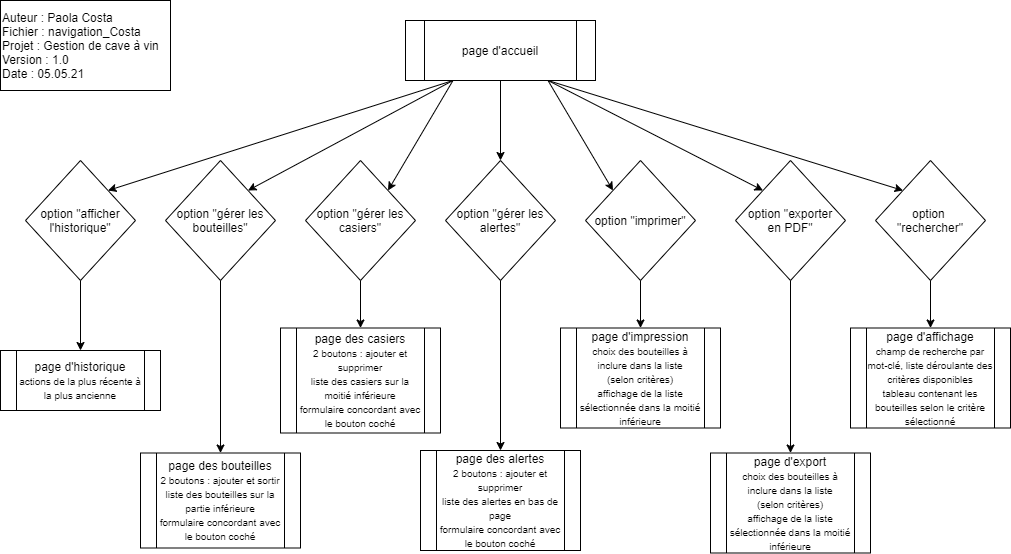 Auteur : Paola Costa
Fichier : navigation_Costa
Projet : Gestion de cave à vin
Version : 1.0
Date : 05.05.21
page d'accueil
option "afficher
l'historique"
option "gérer les
bouteilles"
option "gérer les
casiers"
option "gérer les
alertes"
option "imprimer"
option "exporter
en PDF"
option
"rechercher"
page d'historique
actions de la plus récente à
la plus ancienne
page des casiers
2 boutons : ajouter et
supprimer
liste des casiers sur la
moitié inférieure
formulaire concordant avec
le bouton coché
page d'impression
choix des bouteilles à
inclure dans la liste
(selon critères)
affichage de la liste
sélectionnée dans la moitié
inférieure
page d'affichage
champ de recherche par
mot-clé, liste déroulante des
critères disponibles
tableau contenant les
bouteilles selon le critère
sélectionné
page des bouteilles
2 boutons : ajouter et sortir
liste des bouteilles sur la
partie inférieure
formulaire concordant avec
le bouton coché
page des alertes
2 boutons : ajouter et
supprimer
liste des alertes en bas de
page
formulaire concordant avec
le bouton coché
page d'export
choix des bouteilles à
inclure dans la liste
(selon critères)
affichage de la liste
sélectionnée dans la moitié
inférieure